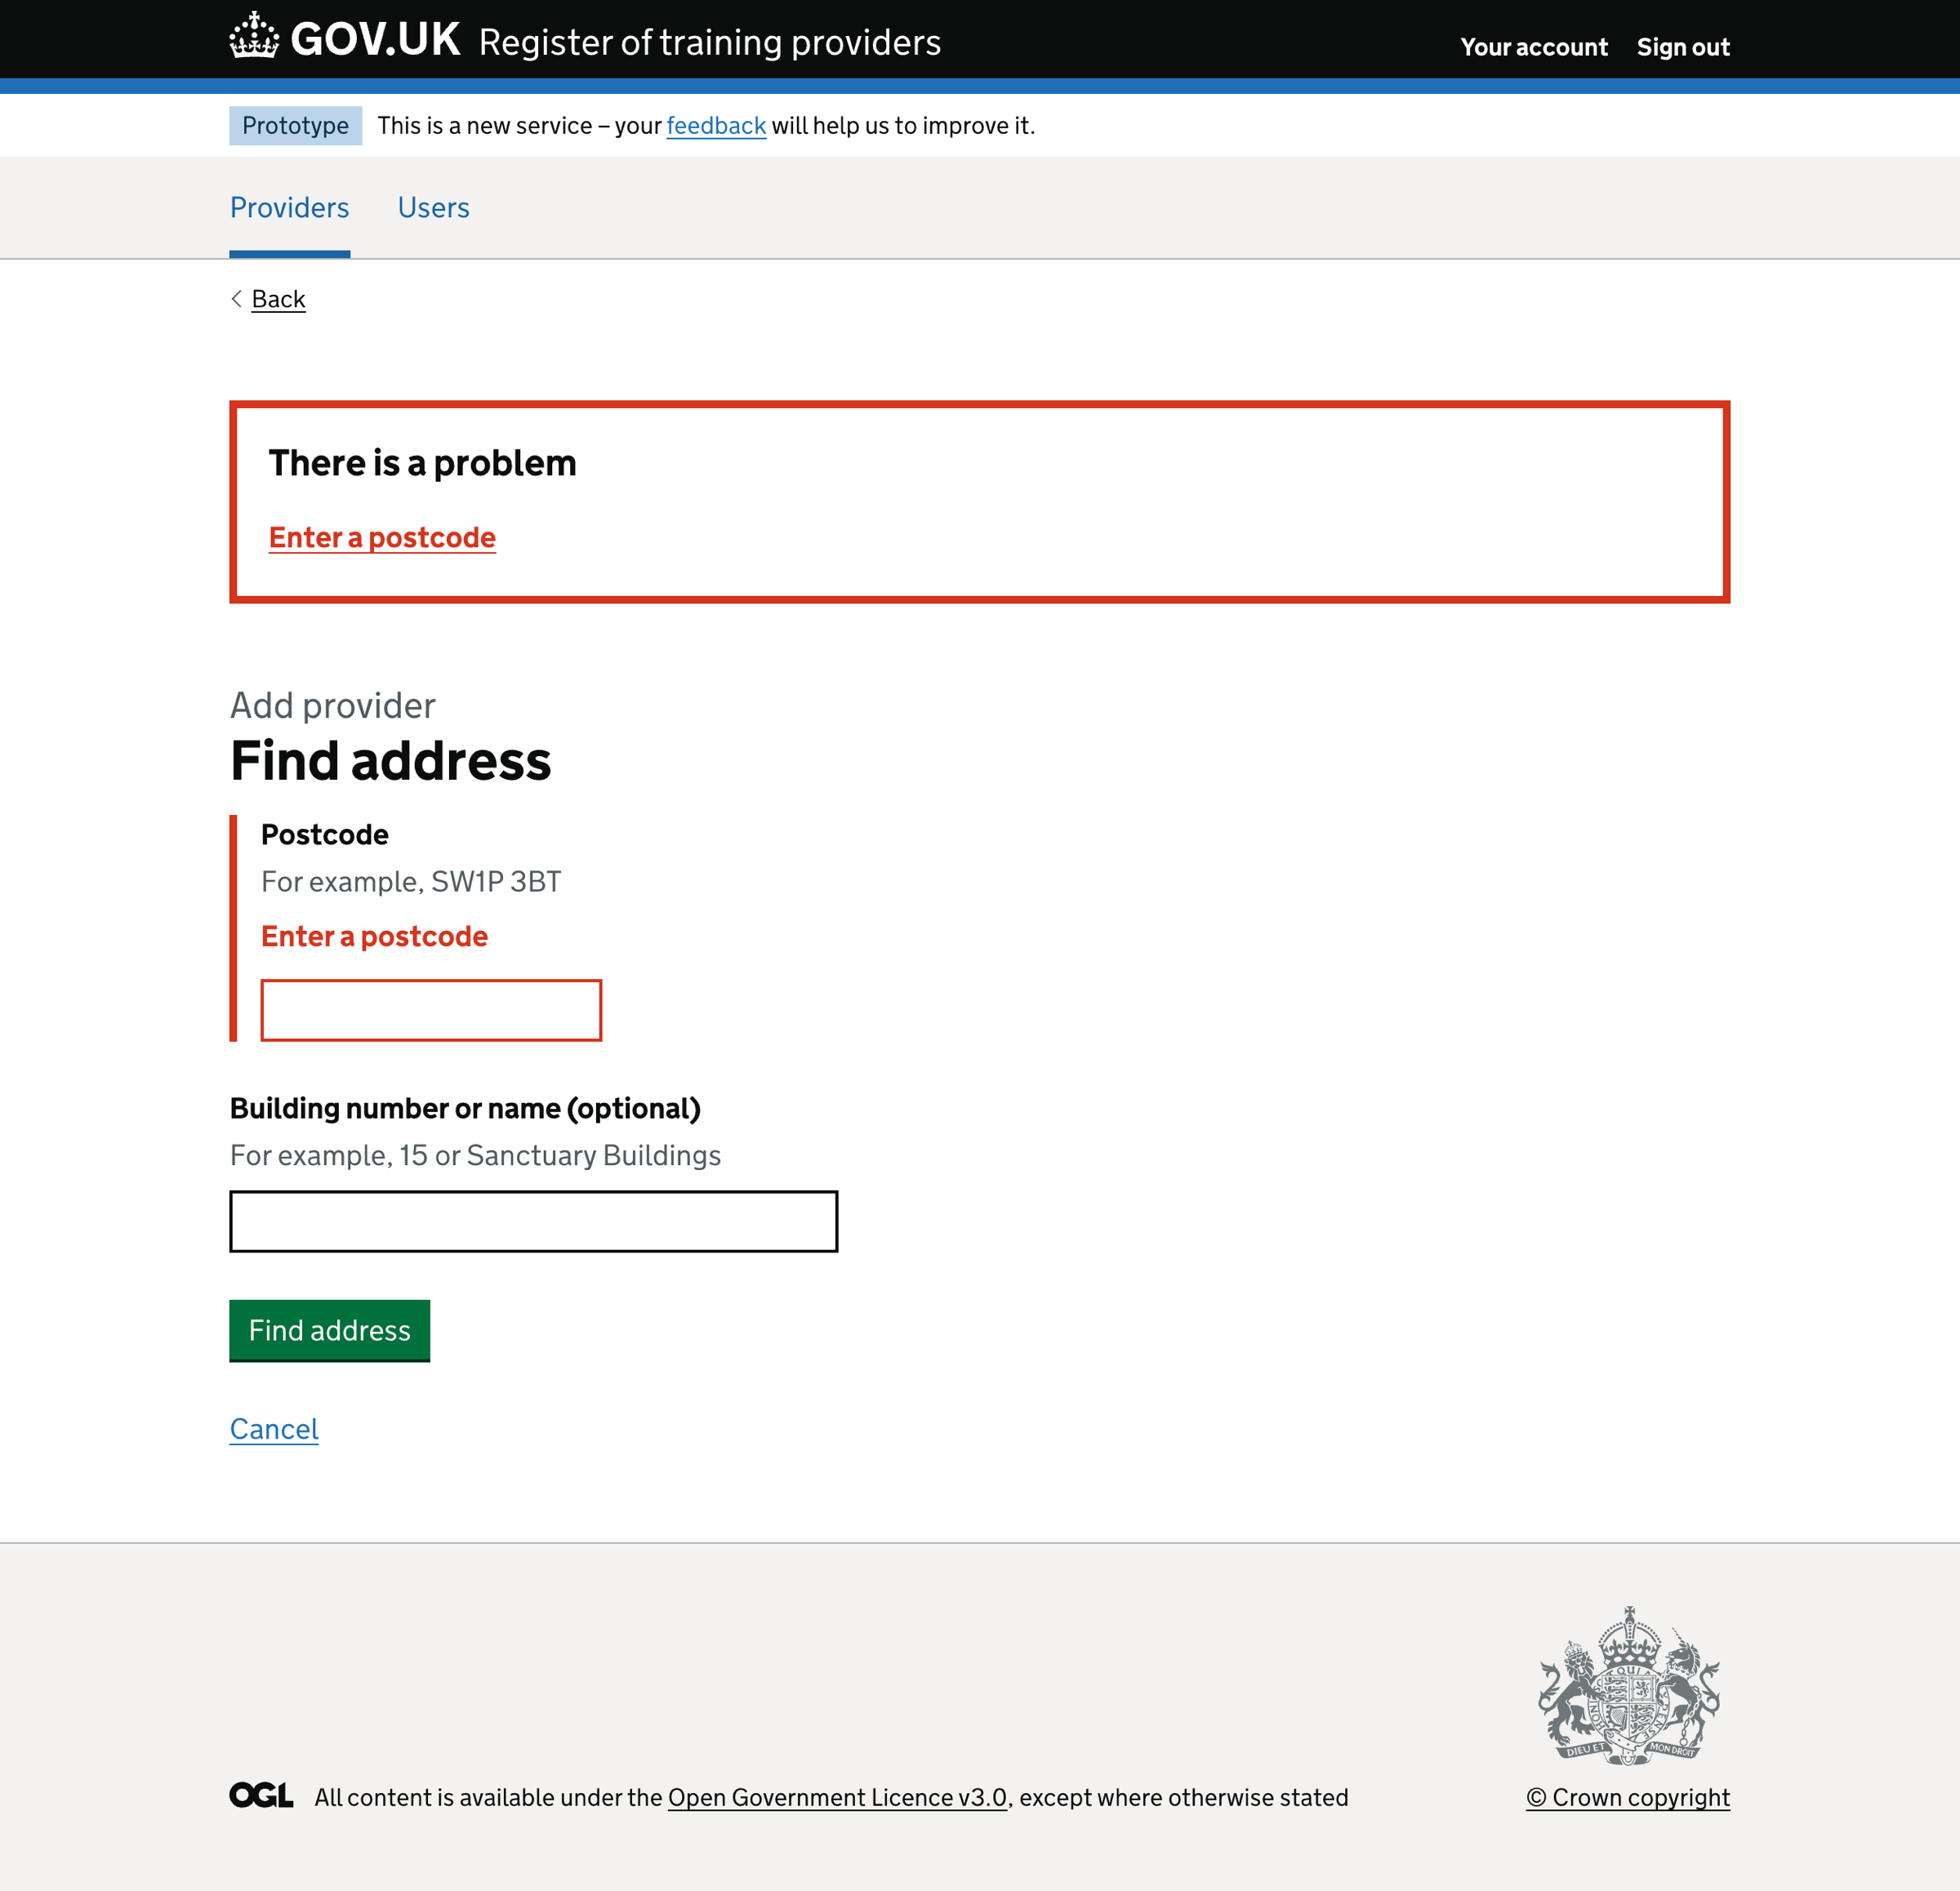 GOV.UK Register of training providers
Your account Sign out
Prototype This is a new service – your feedback will help us to improve it.
Providers Users
Back
There is a problem
Enter a postcode
Add provider
Find address
Postcode
For example, SW1P 3BT
Enter a postcode
Building number or name (optional)
For example, 15 or Sanctuary Buildings
Find address
Cancel
DIEU ET MON DROIT
OGL All content is available under the Open Government Licence v3.0, except where otherwise stated
© Crown copyright